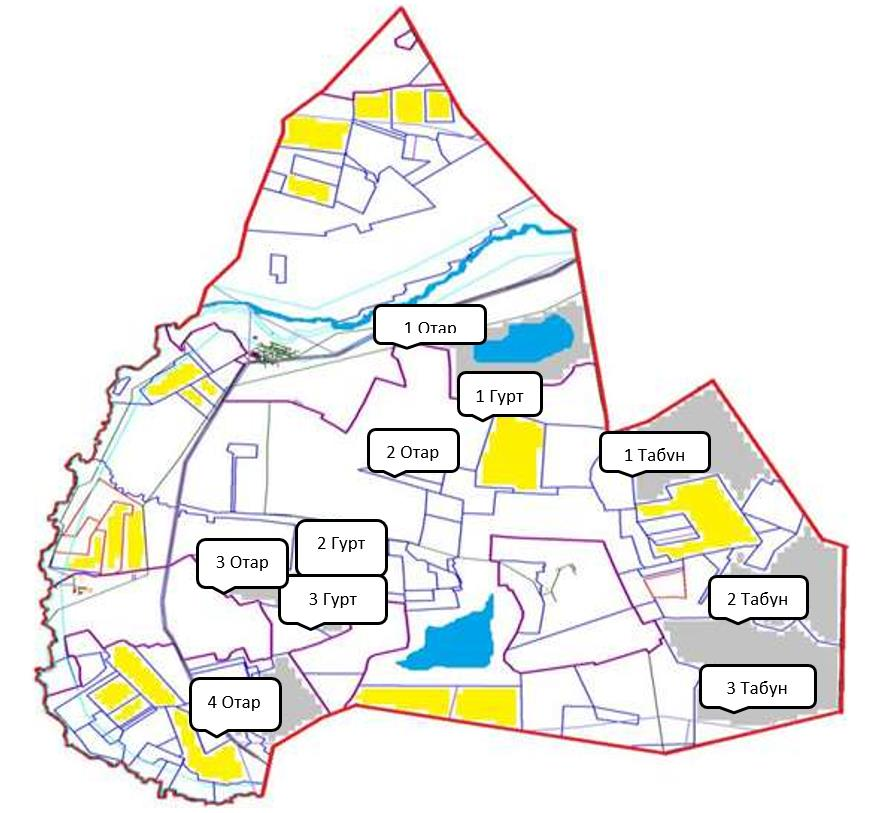 1 Отар
1 Гурт
2 Отар
1 Табун
2 Гурт
3 Отар
3 Гурт
2 Табун
3 Табун
4 Отар